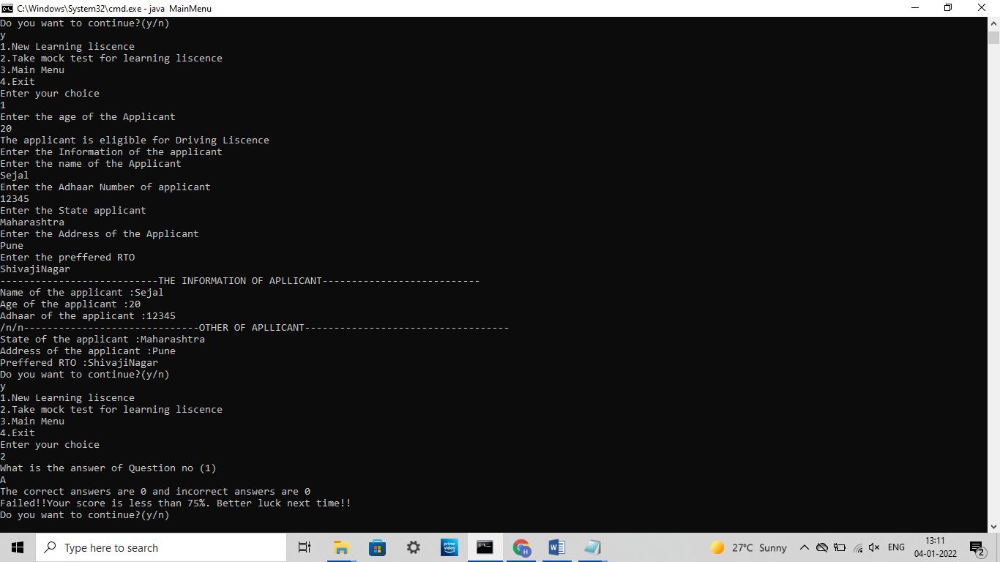 C:\Windows\System32\cmd.exe - java MainMenu
Do you want to continue?(y/n)
y
1.New Learning liscence
2.Take mock test for learning liscence
3.Main Menu
4.Exit
Enter your choice
1
Enter the age of the Applicant
20
The applicant is eligible for Driving Liscence
Enter the Information of the applicant
Enter the name of the Applicant
Sejal
Enter the Adhaar Number of applicant
12345
Enter the State applicant
Maharashtra
Enter the Address of the Applicant
Pune
Enter the preffered RTO
ShivajiNagar
---------------------------THE INFORMATION OF APLLICANT---------------------------
Name of the applicant :Sejal
Age of the applicant :20
Adhaar of the applicant :12345
/n/n------------------------------OTHER OF APLLICANT-----------------------------------
State of the applicant :Maharashtra
Address of the applicant :Pune
Preffered RTO :ShivajiNagar
Do you want to continue?(y/n)
y
1.New Learning liscence
2.Take mock test for learning liscence
3.Main Menu
4.Exit
Enter your choice
2
What is the answer of Question no (1)
A
The correct answers are 0 and incorrect answers are 0
Failed!!Your score is less than 75%. Better luck next time!!
Do you want to continue?(y/n)
Type here to search
prime video
H
W
27°C Sunny
ENG
13:11
04-01-2022
2